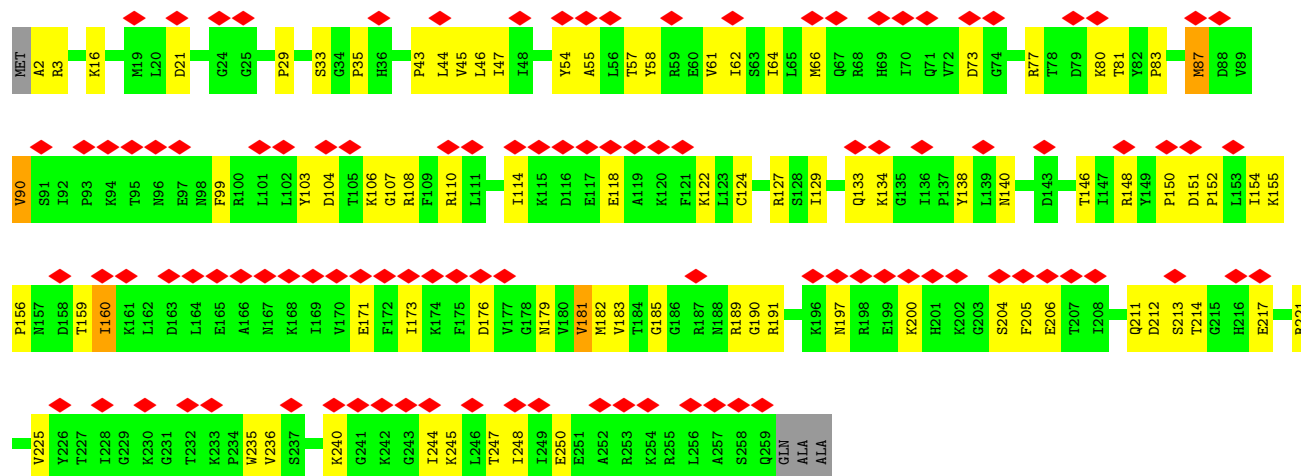 MET A2 R3 K16 M19 L20 D21 G24 G25 P29 S33 G34 P35 H36 P43 L44 V45 L46 I47 I48 Y54 A55 L56 T57 Y58 R59 E60 V61 I62 S63 I64 L65 M66 Q67 R68 H69 I70 Q71 V72 D73 G74 R77 T78 D79 K80 T81 Y82 P83 M87 D88 V89
V90 S91 I92 P93 K94 T95 N96 E97 N98 F99 R100 L101 L102 Y103 D104 T105 K106 G107 R108 F109 R110 L111 I114 K115 D116 E117 E118 A119 K120 F121 K122 L123 C124 R127 S128 I129 Q133 K134 G135 I136 P137 Y138 L139 N140 D143 T146 I147 R148 Y149 P150 D151 P152 L153 I154 K155
P156 N157 D158 T159 I160 K161 L162 D163 L164 E165 A166 N167 K168 I169 V170 E171 F172 I173 K174 F175 D176 V177 G178 N179 V180 V181 M182 V183 T184 G185 G186 R187 N188 R189 G190 R191 K196 N197 R198 E199 K200 H201 K202 G203 S204 F205 E206 T207 I208 Q211 D212 S213 T214 G215 H216 E217 R221
V225 Y226 T227 I228 G229 K230 G231 T232 K233 P234 W235 V236 S237 K240 G241 K242 G243 I244 K245 L246 T247 I248 I249 E250 E251 A252 R253 K254 R255 L256 A257 S258 Q259 GLN ALA ALA